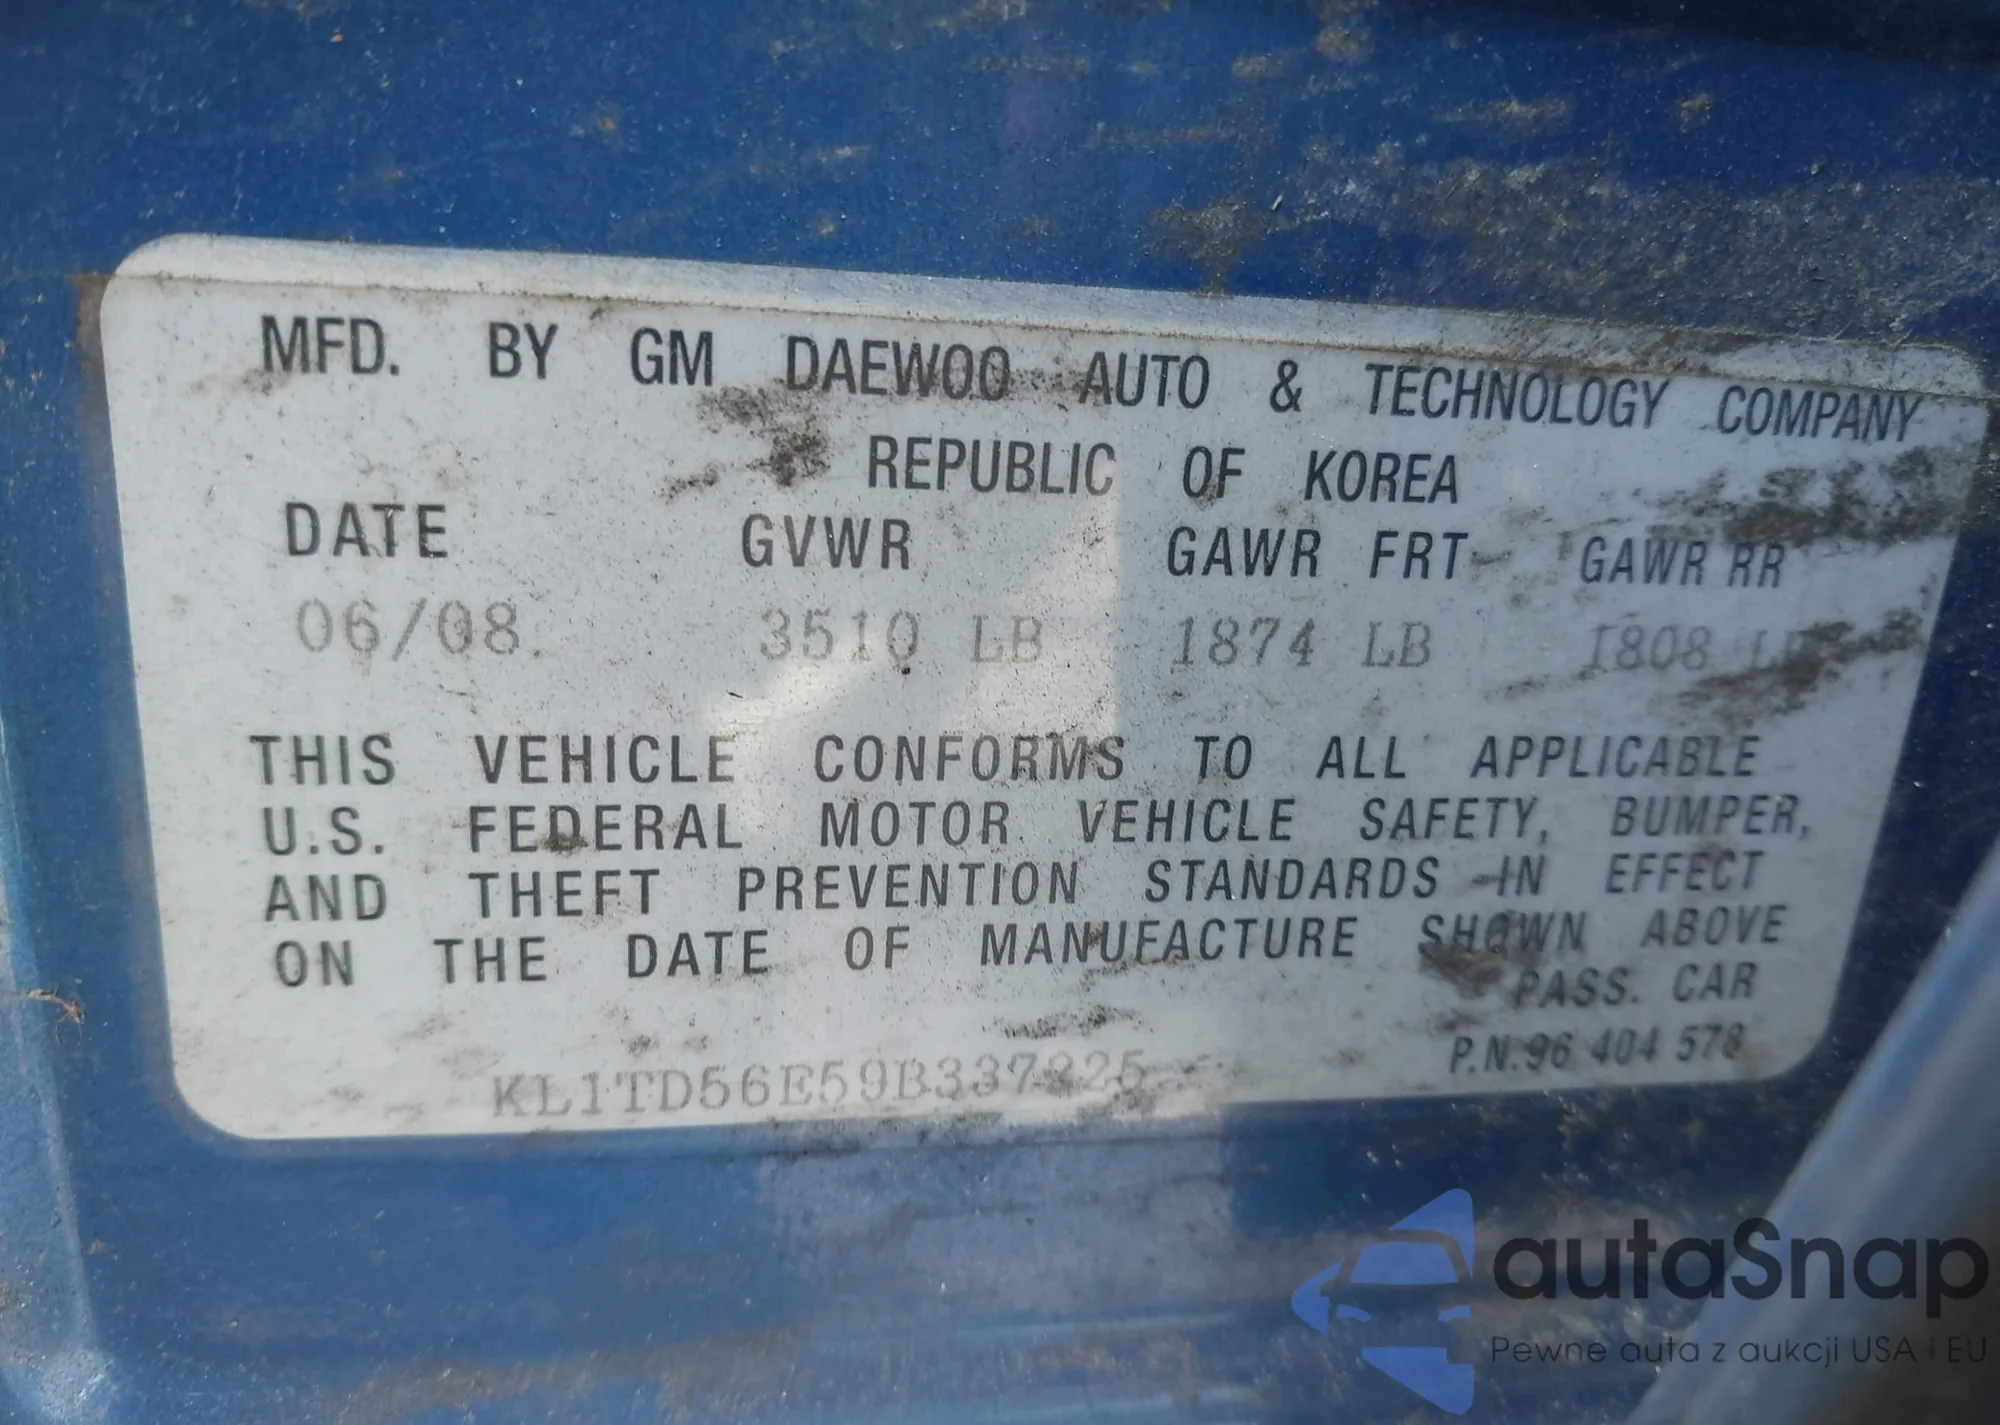 MFD. BY GM DAEWOO AUTO & TECHNOLOGY COMPANY
REPUBLIC OF KOREA
DATE GVWR GAWR FRT GAWR RR
06/08. 3510 LB 1874 LB 1808
THIS VEHICLE CONFORMS TO ALL APPLICABLE
U.S. FEDERAL MOTOR VEHICLE SAFETY, BUMPER,
AND THEFT PREVENTION STANDARDS IN EFFECT
ON THE DATE OF MANUFACTURE SHOWN ABOVE
PASS. CAR
P.N.96 404 578
autaSnap
Pewne auta z aukcji USA i EU